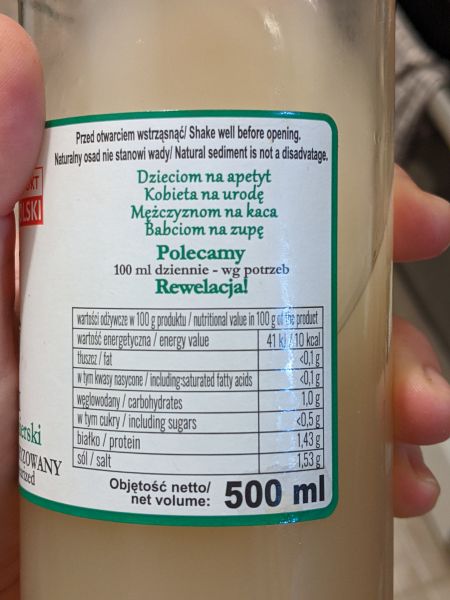 Przed otwarciem wstrząsnąć/ Shake well before opening.
Naturalny osad nie stanowi wady/ Natural sediment is not a disadvatage.
Dzieciom na apetyt
Kobieta na urodę
Mężczyznom na kaca
Babciom na zupę
Polecamy
100 ml dziennie - wg potrzeb
Rewelacja!
wartości odżywcze w 100 g produktu / nutritional value in 100 g of the product
wartość energetyczna / energy value 41 kJ / 10 kcal
tłuszcz / fat <0,1 g
w tym kwasy nasycone / including:saturated fatty acids <0,1 g
węglowodany / carbohydrates 1,0 g
w tym cukry / including sugars <0,5 g
białko / protein 1,43 g
sól / salt 1,53 g
Objętość netto/
net volume: 500 ml